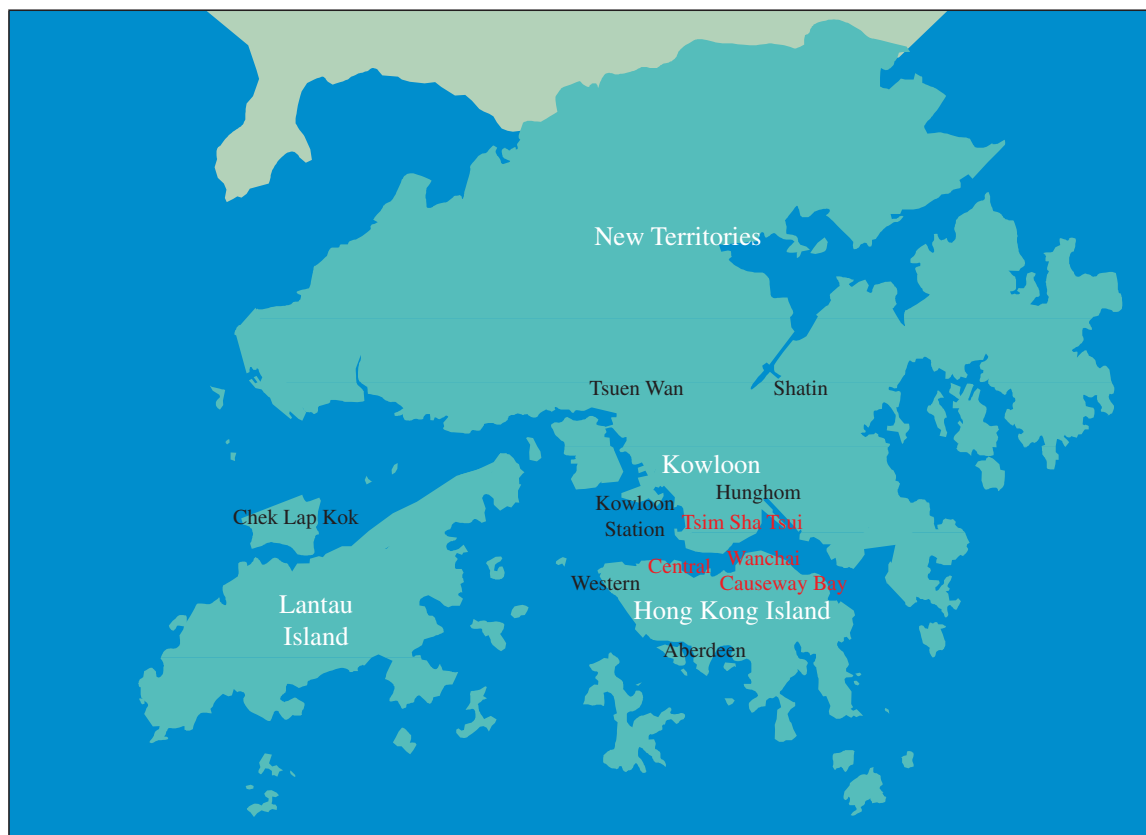 New Territories
Tsuen Wan
Shatin
Kowloon
Hunghom
Kowloon
Station
Chek Lap Kok
Tsim Sha Tsui
Wanchai
Central
Western
Causeway Bay
Lantau
Island
Hong Kong Island
Aberdeen